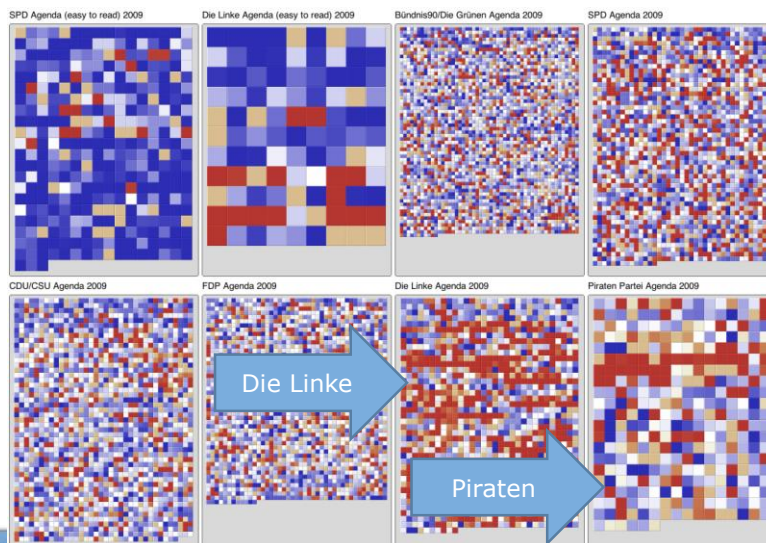 SPD Agenda (easy to read) 2009
Die Linke Agenda (easy to read) 2009
Bündnis90/Die Grünen Agenda 2009
SPD Agenda 2009
CDU/CSU Agenda 2009
FDP Agenda 2009
Die Linke Agenda 2009
Piraten Partei Agenda 2009
Die Linke
Piraten